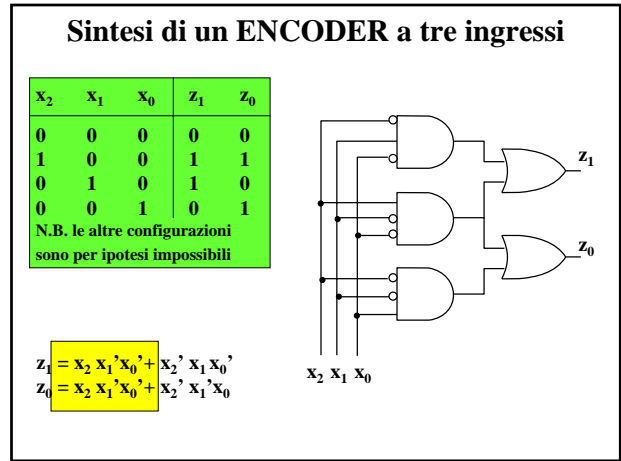 Sintesi di un ENCODER a tre ingressi
x₂ x₁ x₀ z₁ z₀
0 0 0 0 0
1 0 0 1 1
0 1 0 1 0
0 0 1 0 1
N.B. le altre configurazioni
sono per ipotesi impossibili
z₁
z₀
x₂ x₁ x₀
z₁ = x₂ x₁’x₀’+ x₂’ x₁ x₀’
z₀ = x₂ x₁’x₀’+ x₂’ x₁’x₀